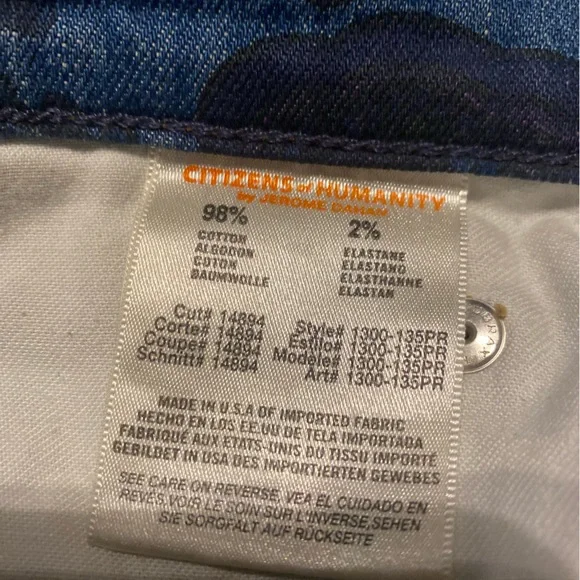 CITIZENS of HUMANITY
by JEROME DAHAN
98%
COTTON
ALGODON
COTON
BAUMWOLLE
2%
ELASTANE
ELASTANO
ELASTHANNE
ELASTAN
Cut# 14894
Corte# 14894
Coupe# 14894
Schnitt# 14894
Style# 1300-135PR
Estilo# 1300-135PR
Modele# 1300-135PR
Art# 1300-135PR
MADE IN U.S.A OF IMPORTED FABRIC
HECHO EN LOS EE.UU DE TELA IMPORTADA
FABRIQUÉ AUX ETATS-UNIS DU TISSU IMPORTÉ
GEBILDET IN USA DES IMPORTIERTEN GEWEBES
SEE CARE ON REVERSE, VEA EL CUIDADO EN
REVÉS,VOIR LE SOIN SUR L'INVERSE,SEHEN
SIE SORGFALT AUF RÜCKSEITE